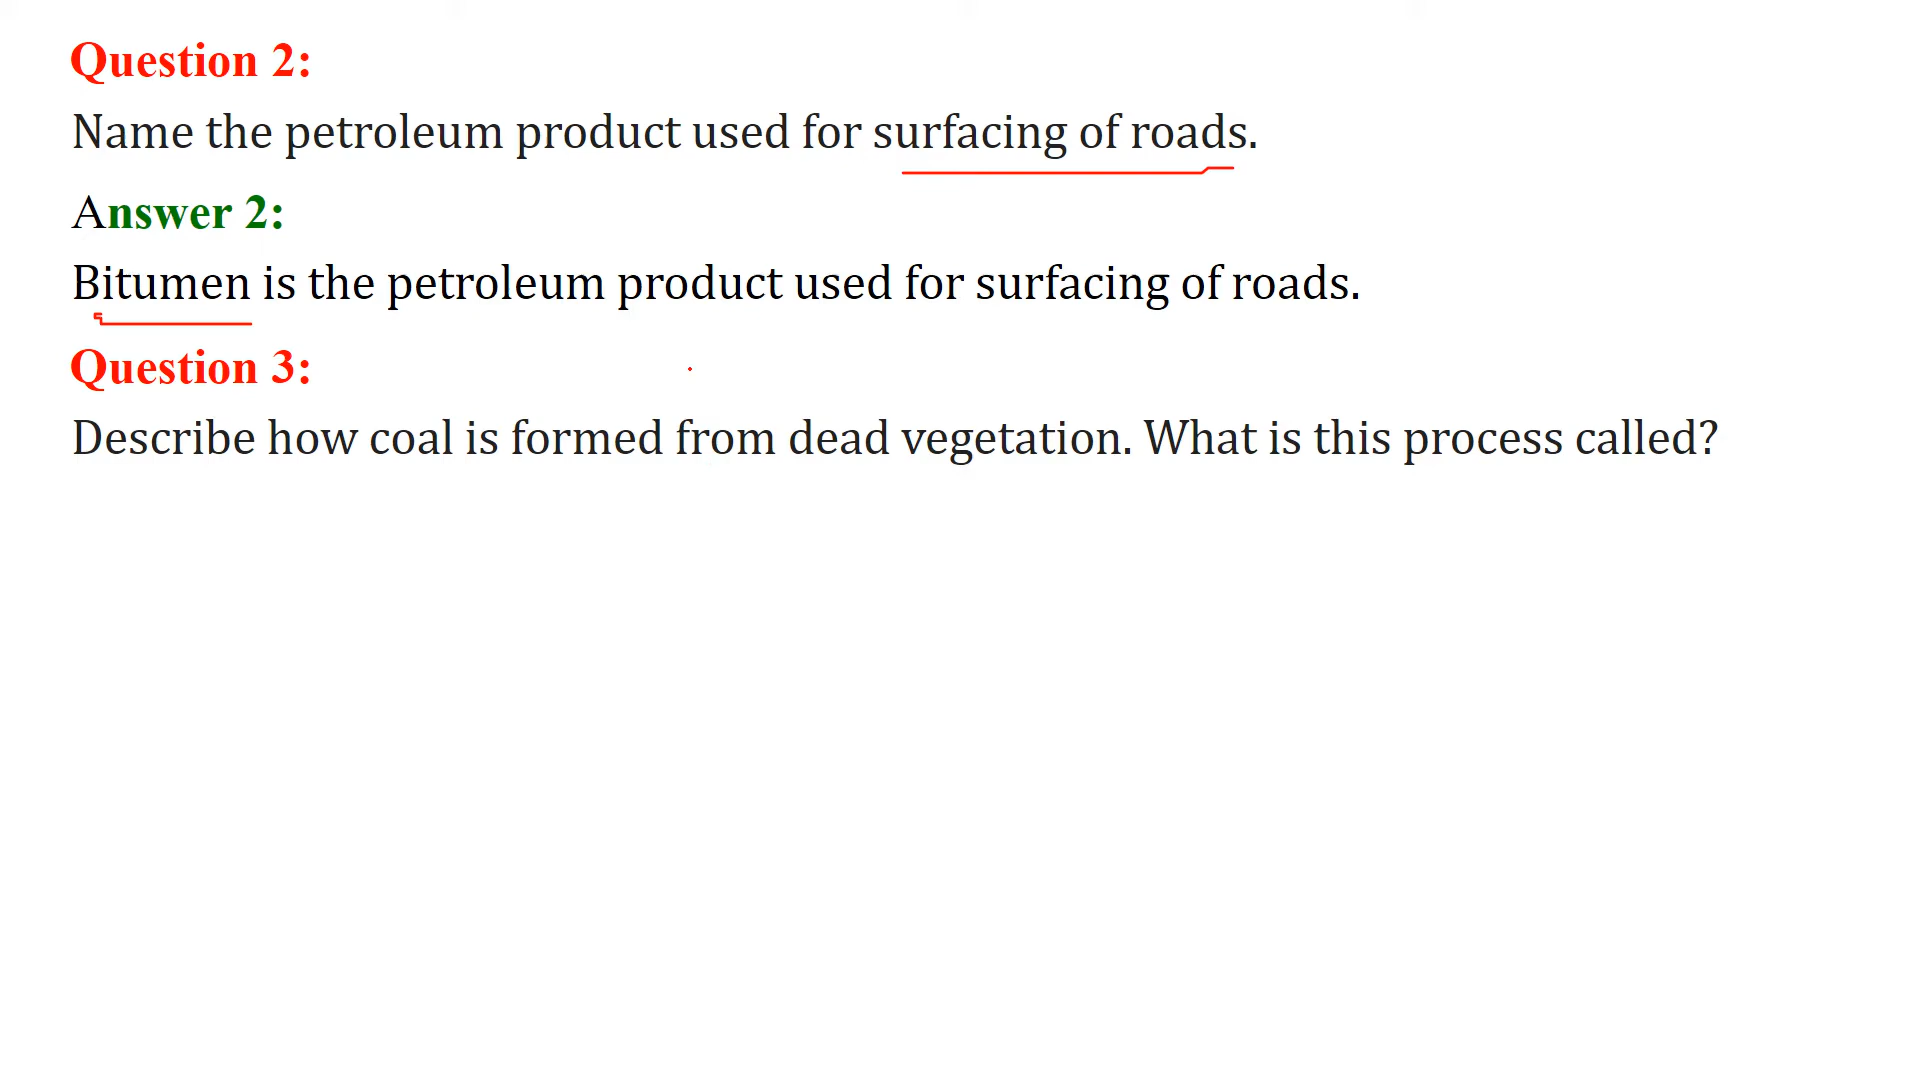 Question 2:
Name the petroleum product used for surfacing of roads.
Answer 2:
Bitumen is the petroleum product used for surfacing of roads.
Question 3:
Describe how coal is formed from dead vegetation. What is this process called?